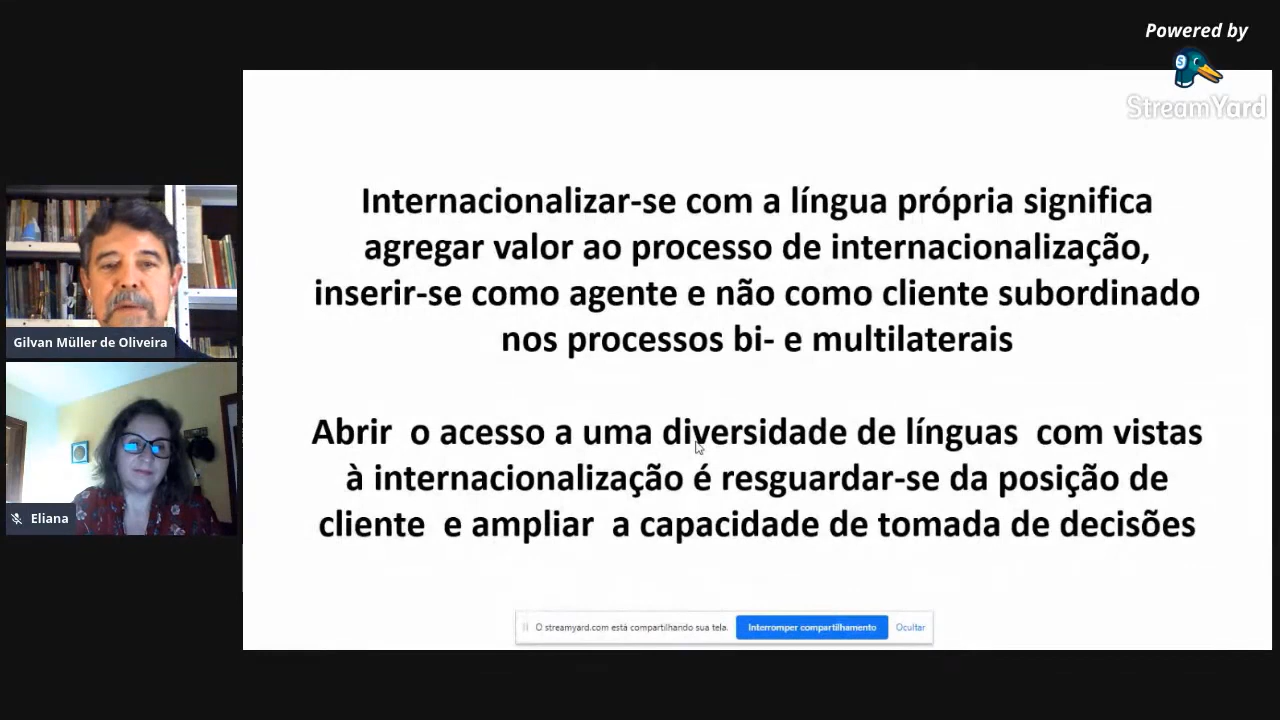 Powered by
StreamYard
Internacionalizar-se com a língua própria significa
agregar valor ao processo de internacionalização,
inserir-se como agente e não como cliente subordinado
nos processos bi- e multilaterais
Abrir o acesso a uma diversidade de línguas com vistas
à internacionalização é resguardar-se da posição de
cliente e ampliar a capacidade de tomada de decisões
Gilvan Müller de Oliveira
Eliana
O streamyard.com está compartilhando sua tela.
Interromper compartilhamento
Ocultar